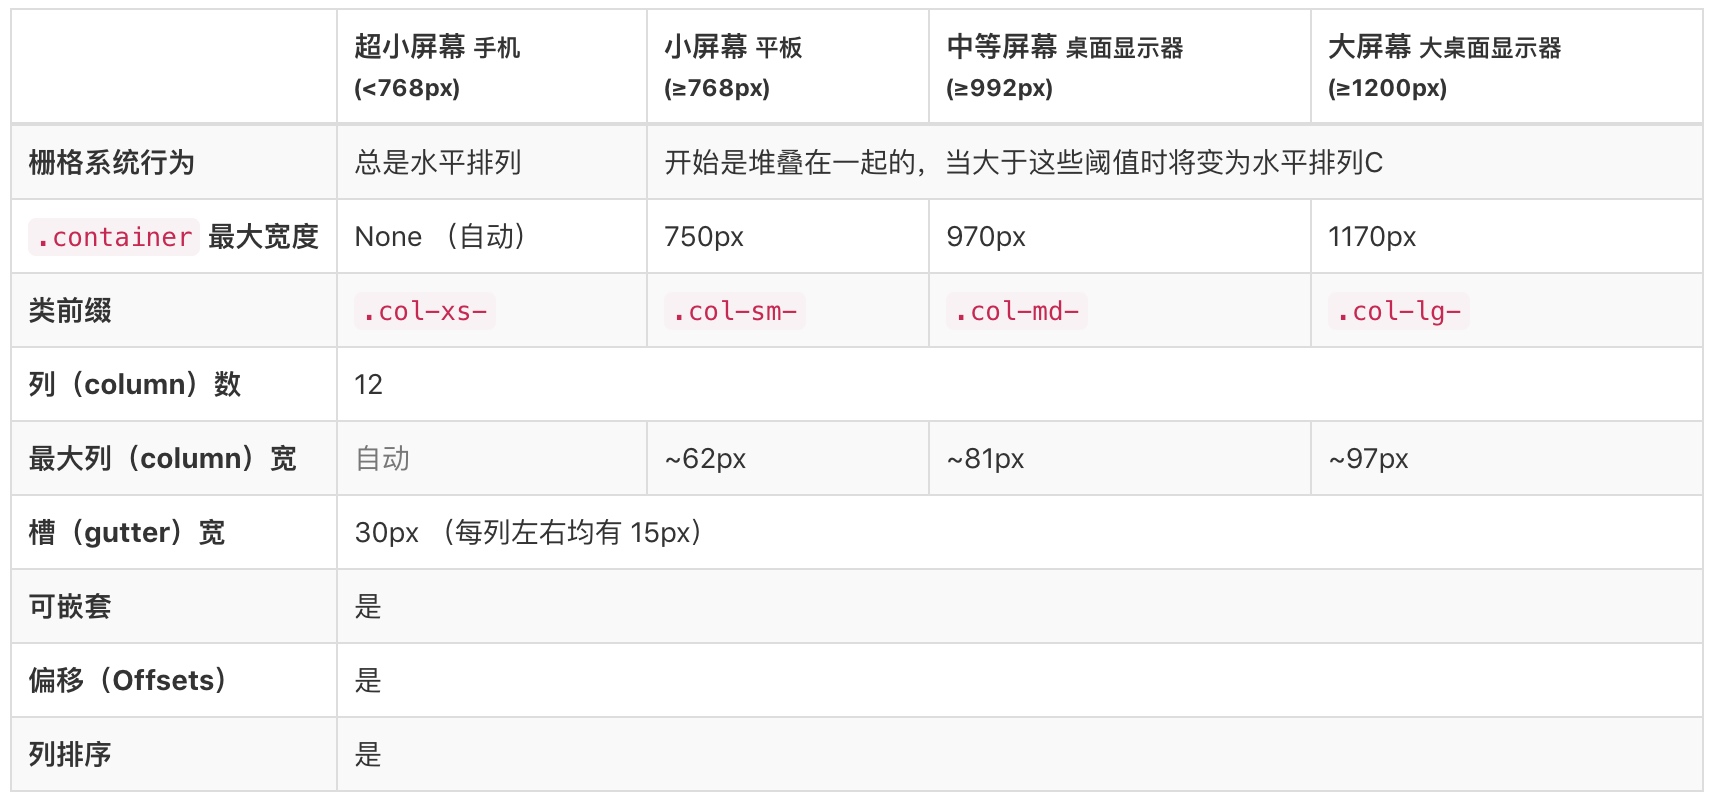 超小屏幕 手机 小屏幕 平板 中等屏幕 桌面显示器 大屏幕 大桌面显示器
(<768px) (≥768px) (≥992px) (≥1200px)
栅格系统行为 总是水平排列 开始是堆叠在一起的，当大于这些阈值时将变为水平排列C
.container 最大宽度 None （自动） 750px 970px 1170px
类前缀 .col-xs- .col-sm- .col-md- .col-lg-
列（column）数 12
最大列（column）宽 自动 ~62px ~81px ~97px
槽（gutter）宽 30px （每列左右均有 15px）
可嵌套 是
偏移（Offsets） 是
列排序 是